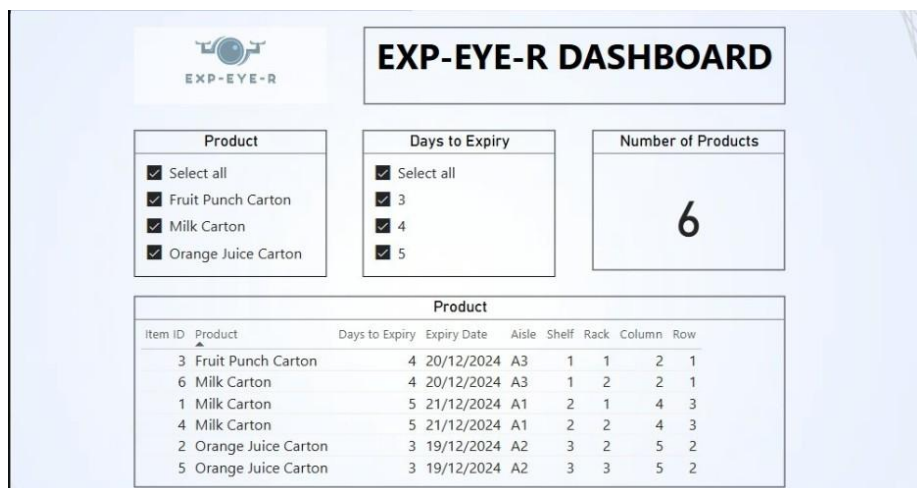 EXP-EYE-R
EXP-EYE-R DASHBOARD
Product
Select all
Fruit Punch Carton
Milk Carton
Orange Juice Carton
Days to Expiry
Select all
3
4
5
Number of Products
6
Product
Item ID Product Days to Expiry Expiry Date Aisle Shelf Rack Column Row
3 Fruit Punch Carton 4 20/12/2024 A3 1 1 2 1
6 Milk Carton 4 20/12/2024 A3 1 2 2 1
1 Milk Carton 5 21/12/2024 A1 2 1 4 3
4 Milk Carton 5 21/12/2024 A1 2 2 4 3
2 Orange Juice Carton 3 19/12/2024 A2 3 2 5 2
5 Orange Juice Carton 3 19/12/2024 A2 3 3 5 2